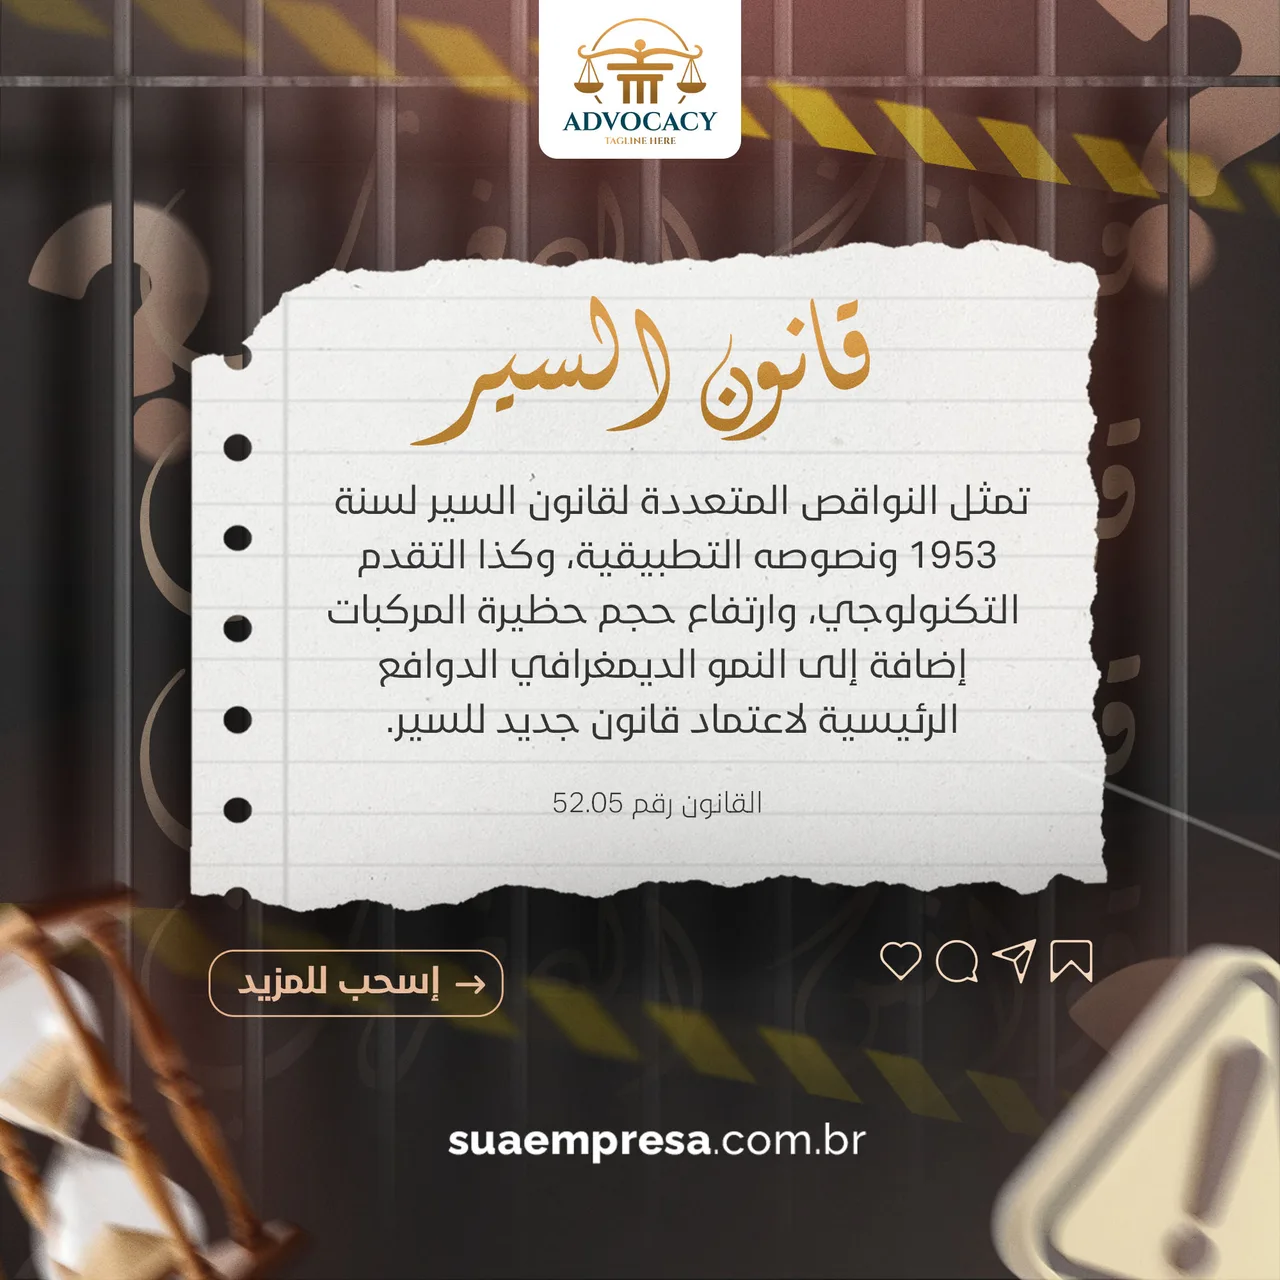 ADVOCACY
TAGLINE HERE
قانون السير
تمثل النواقص المتعددة لقانون السير لسنة
1953 ونصوصه التطبيقية، وكذا التقدم
التكنولوجي، وارتفاع حجم حظيرة المركبات
إضافة إلى النمو الديمغرافي الدوافع
الرئيسية لاعتماد قانون جديد للسير.
القانون رقم 52.05
إسحب للمزيد
suaempresa.com.br